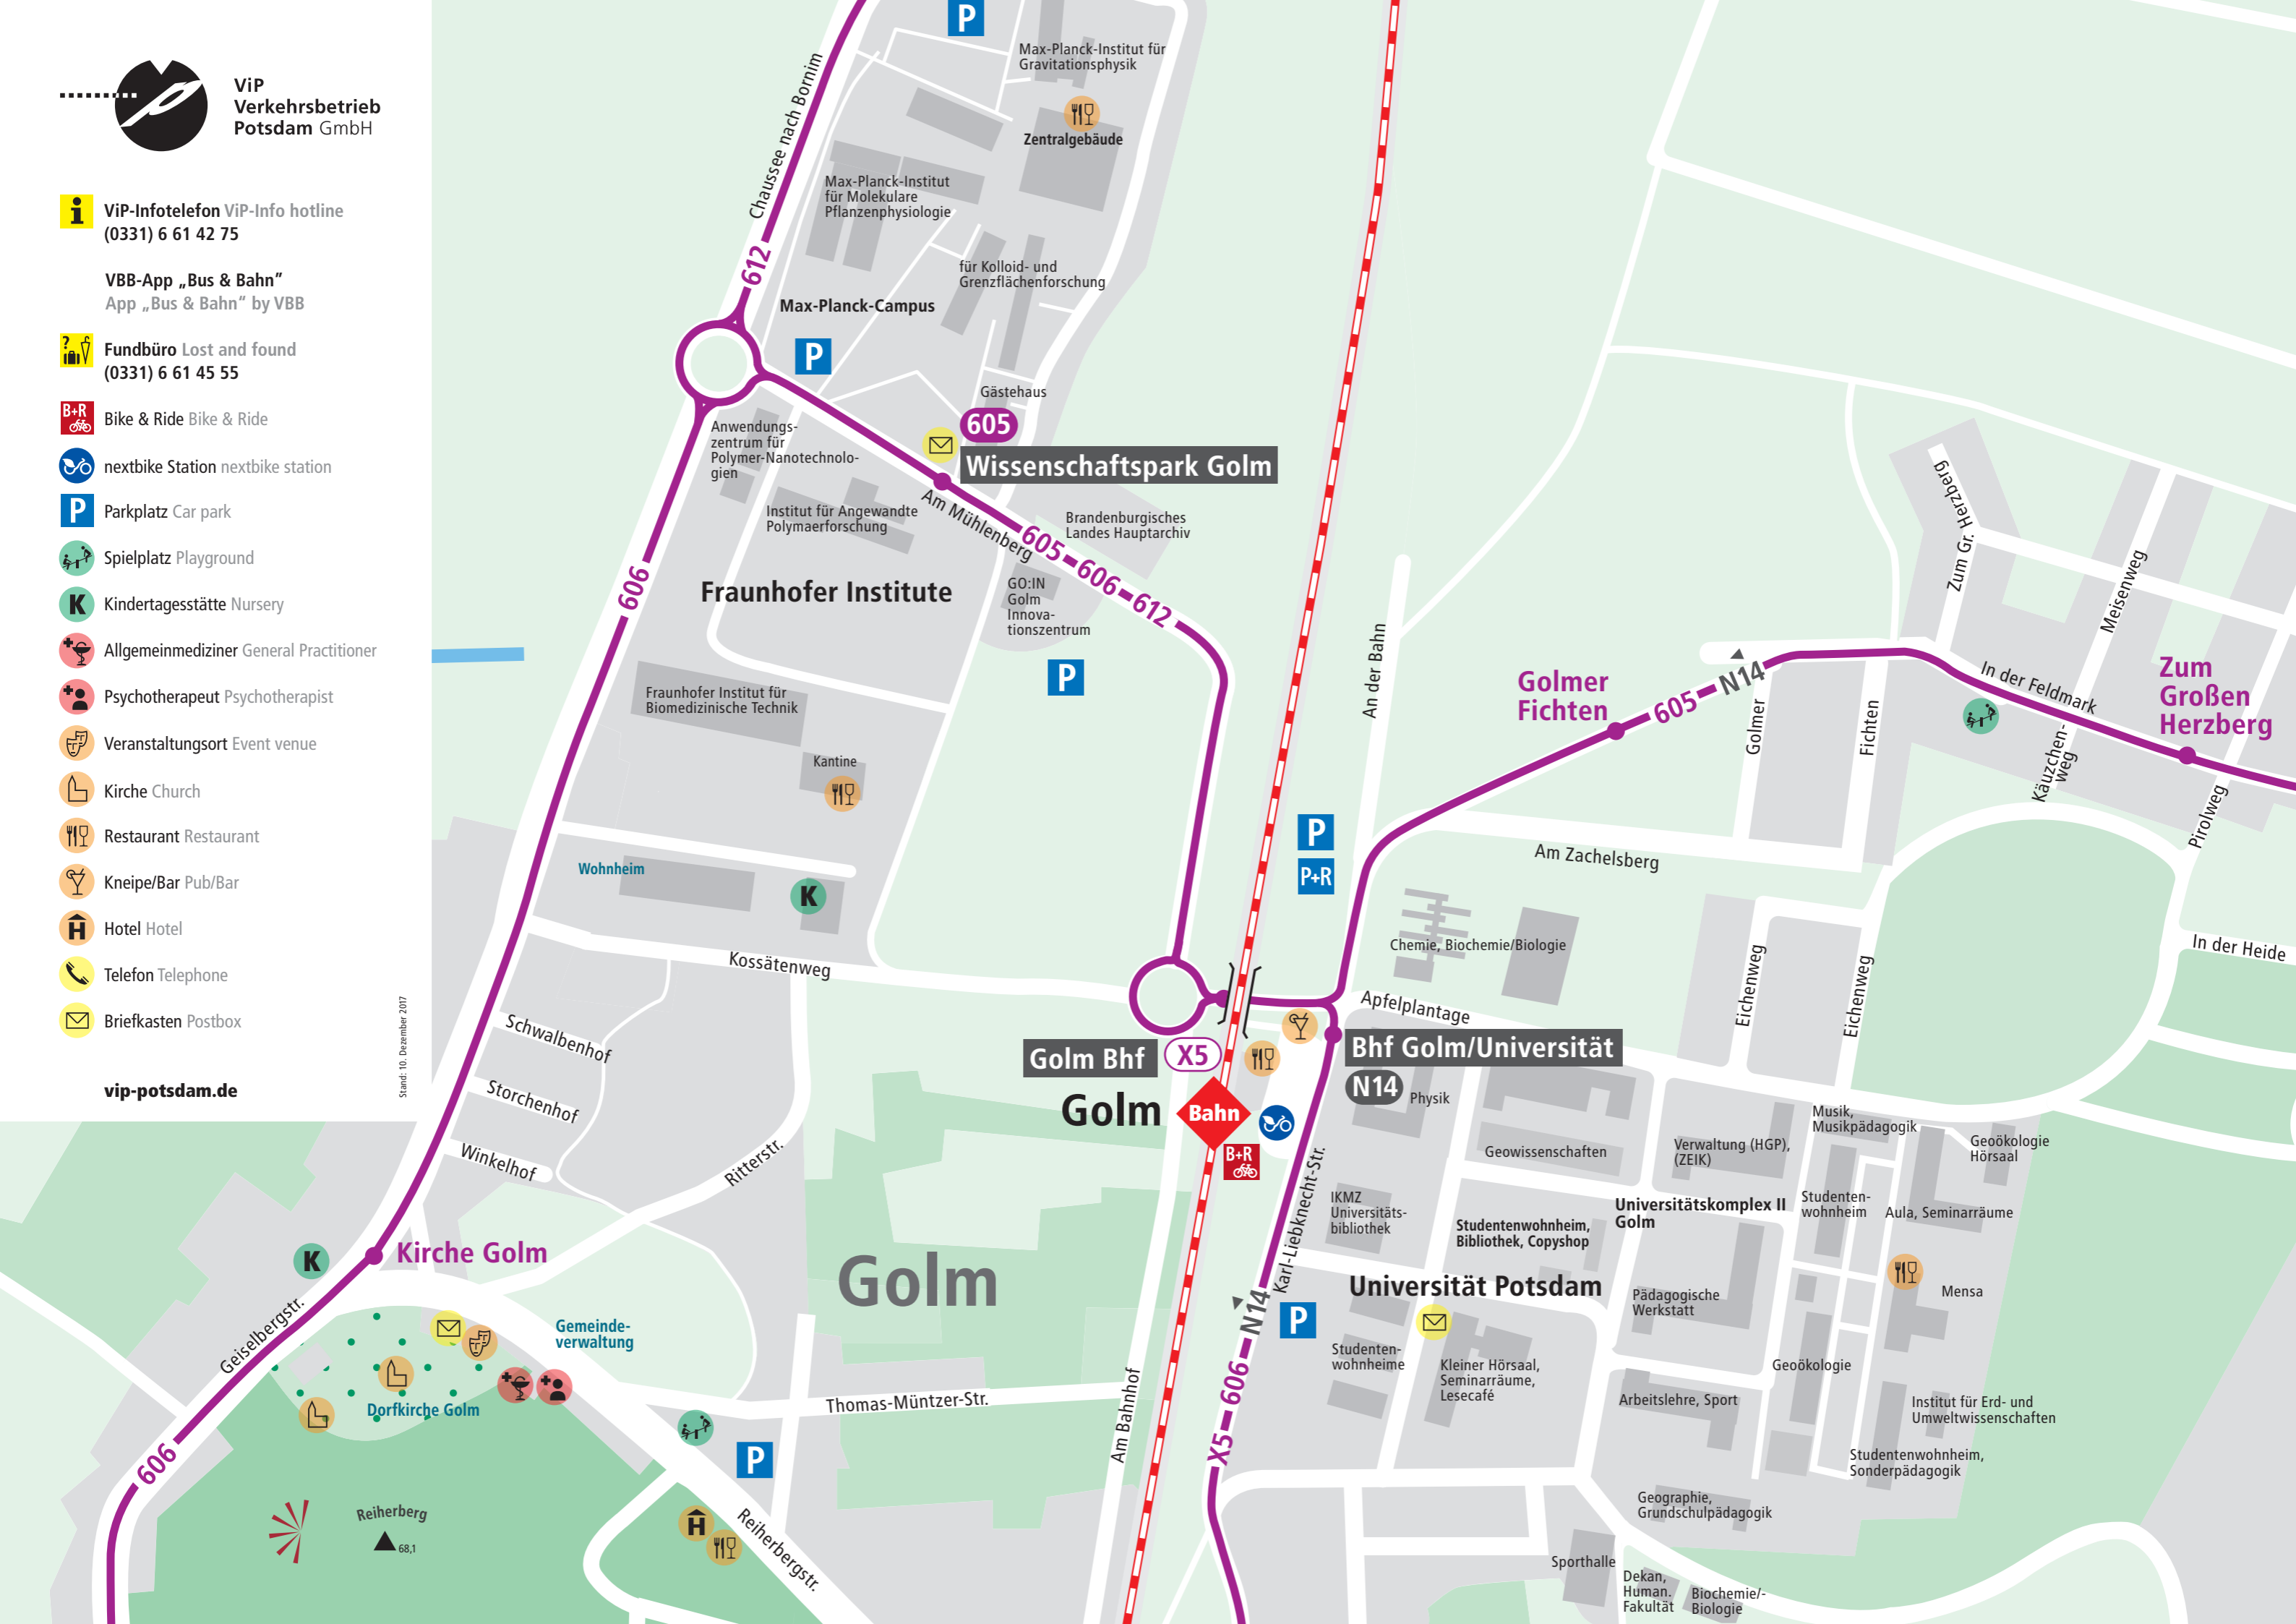 ViP
Verkehrsbetrieb
Potsdam GmbH
i
ViP-Infotelefon ViP-Info hotline
(0331) 6 61 42 75
VBB-App „Bus & Bahn”
App „Bus & Bahn“ by VBB
?
Fundbüro Lost and found
(0331) 6 61 45 55
B+R
Bike & Ride Bike & Ride
nextbike Station nextbike station
P
Parkplatz Car park
Spielplatz Playground
K
Kindertagesstätte Nursery
Allgemeinmediziner General Practitioner
Psychotherapeut Psychotherapist
Veranstaltungsort Event venue
Kirche Church
Restaurant Restaurant
Kneipe/Bar Pub/Bar
H
Hotel Hotel
Telefon Telephone
Briefkasten Postbox
Stand: 10. Dezember 2017
vip-potsdam.de
P
Max-Planck-Institut für
Gravitationsphysik
Zentralgebäude
Chaussee nach Bornim
Max-Planck-Institut
für Molekulare
Pflanzenphysiologie
612
für Kolloid- und
Grenzflächenforschung
Max-Planck-Campus
P
Gästehaus
605
Wissenschaftspark Golm
Anwendungs-
zentrum für
Polymer-Nanotechnolo-
gien
Institut für Angewandte
Polymaerforschung
Am Mühlenberg
Brandenburgisches
Landes Hauptarchiv
605
606
612
606
Fraunhofer Institute
GO:IN
Golm
Innova-
tionszentrum
P
Fraunhofer Institut für
Biomedizinische Technik
Kantine
Wohnheim
K
Kossätenweg
Schwalbenhof
Storchenhof
Winkelhof
Ritterstr.
An der Bahn
Golmer
Fichten
605
N14
Golmer
Fichten
Zum Gr. Herzberg
Meisenweg
In der Feldmark
Käuzchen-
weg
Zum
Großen
Herzberg
Pirolweg
P
P+R
Am Zachelsberg
Chemie, Biochemie/Biologie
Eichenweg
Eichenweg
In der Heide
Apfelplantage
Golm Bhf
X5
Bhf Golm/Universität
N14
Golm
Bahn
B+R
Physik
Geowissenschaften
Verwaltung (HGP),
(ZEIK)
Musik,
Musikpädagogik
Geoökologie
Hörsaal
Karl-Liebknecht-Str.
IKMZ
Universitäts-
bibliothek
Studentenwohnheim,
Bibliothek, Copyshop
Universitätskomplex II
Golm
Studenten-
wohnheim
Aula, Seminarräume
K
Kirche Golm
Golm
Universität Potsdam
Pädagogische
Werkstatt
Mensa
N14
606
X5
P
Geiselbergstr.
Gemeinde-
verwaltung
Dorfkirche Golm
Studenten-
wohnheime
Kleiner Hörsaal,
Seminarräume,
Lesecafé
Geoökologie
Arbeitslehre, Sport
Institut für Erd- und
Umweltwissenschaften
Thomas-Müntzer-Str.
Am Bahnhof
606
P
Studentenwohnheim,
Sonderpädagogik
Reiherberg
68,1
H
Reiherbergstr.
Geographie,
Grundschulpädagogik
Sporthalle
Dekan,
Human.
Fakultät
Biochemie/-
Biologie